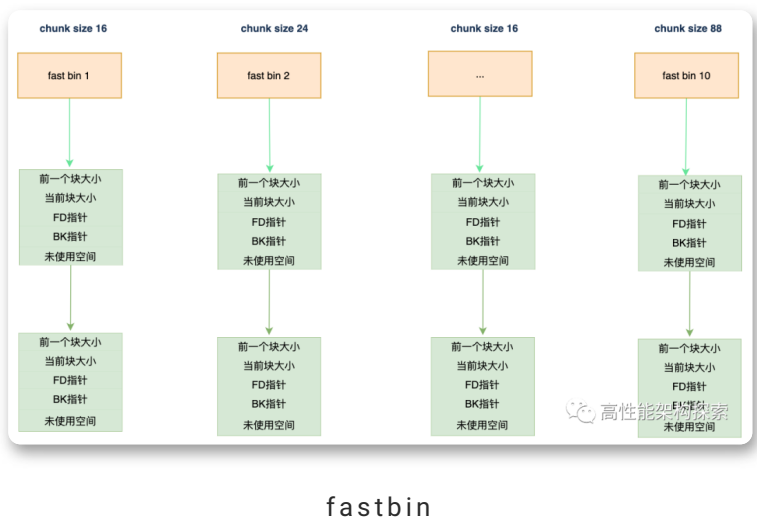 chunk size 16
chunk size 24
chunk size 16
chunk size 88
fast bin 1
fast bin 2
...
fast bin 10
前一个块大小
当前块大小
FD指针
BK指针
未使用空间
前一个块大小
当前块大小
FD指针
BK指针
未使用空间
前一个块大小
当前块大小
FD指针
BK指针
未使用空间
前一个块大小
当前块大小
FD指针
BK指针
未使用空间
前一个块大小
当前块大小
FD指针
BK指针
未使用空间
前一个块大小
当前块大小
FD指针
BK指针
未使用空间
前一个块大小
当前块大小
FD指针
BK指针
未使用空间
前一个块大小
当前块大小
FD指针
BK指针
未使用空间
高性能架构探索
fastbin